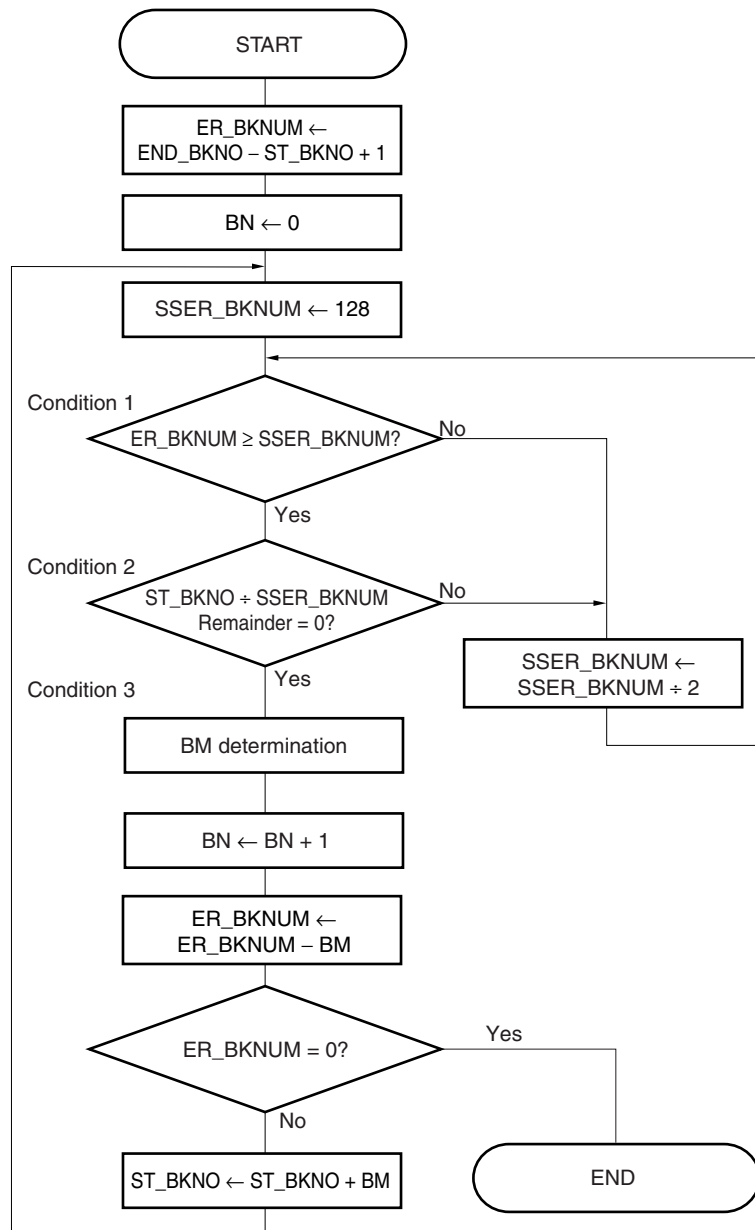 START
ER_BKNUM ←
END_BKNO – ST_BKNO + 1
BN ← 0
SSER_BKNUM ← 128
Condition 1
ER_BKNUM ≥ SSER_BKNUM?
No
Yes
Condition 2
ST_BKNO ÷ SSER_BKNUM
Remainder = 0?
No
Yes
SSER_BKNUM ←
SSER_BKNUM ÷ 2
Condition 3
BM determination
BN ← BN + 1
ER_BKNUM ←
ER_BKNUM – BM
ER_BKNUM = 0?
Yes
No
ST_BKNO ← ST_BKNO + BM
END